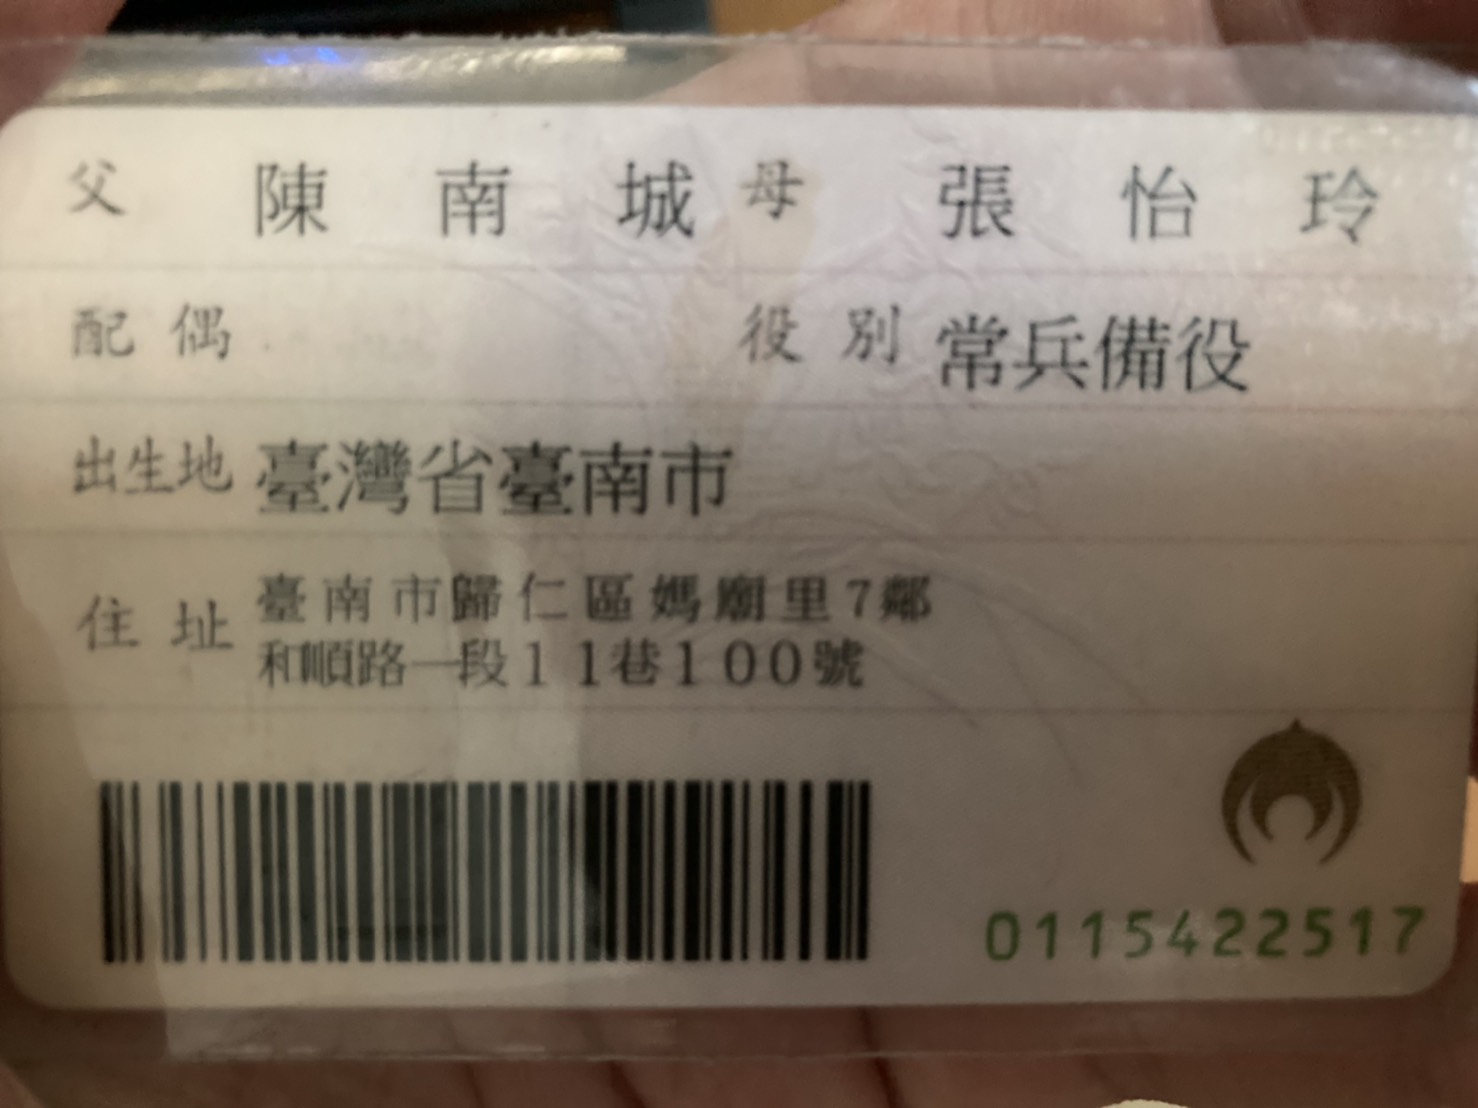 父 陳南城 母 張怡玲
配偶 役別 常兵備役
出生地 臺灣省臺南市
住址 臺南市歸仁區媽廟里7鄰
和順路一段11巷100號
0115422517